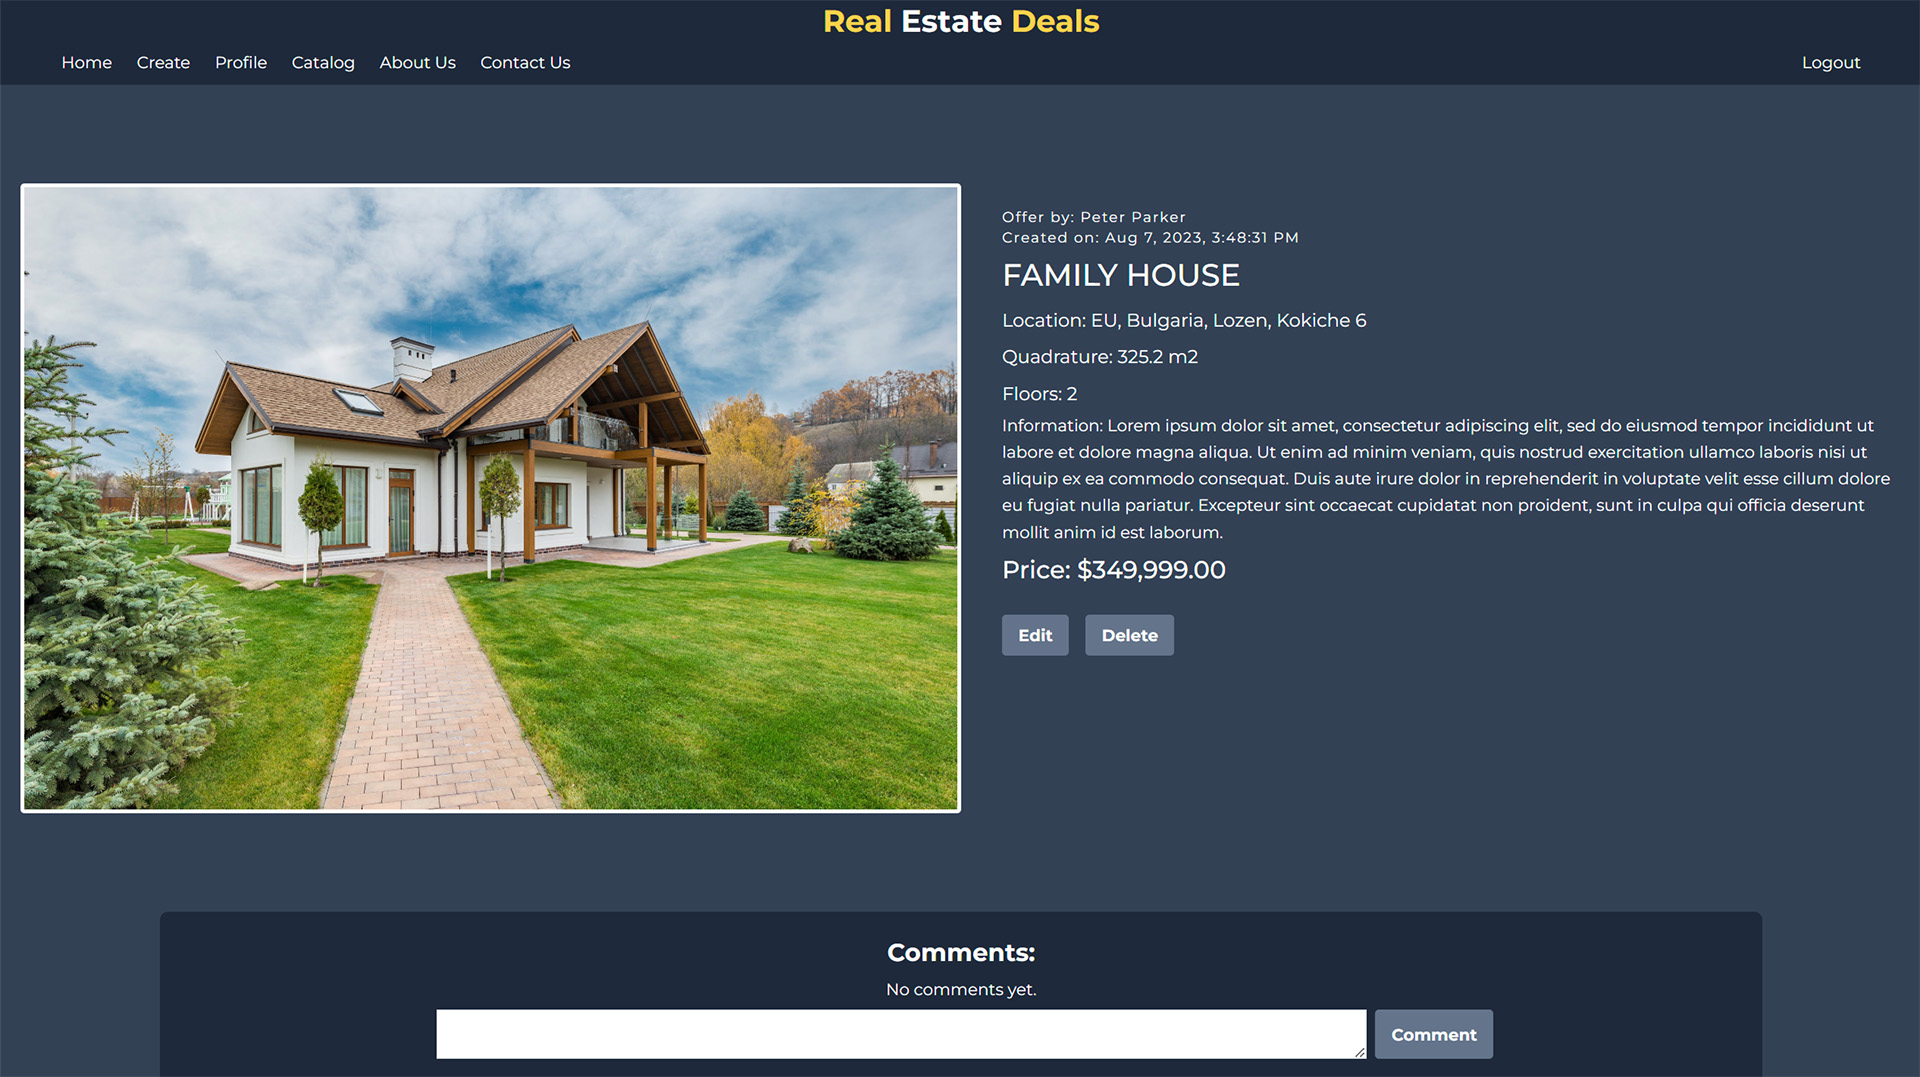 Real Estate Deals
Home Create Profile Catalog About Us Contact Us Logout
Offer by: Peter Parker
Created on: Aug 7, 2023, 3:48:31 PM
FAMILY HOUSE
Location: EU, Bulgaria, Lozen, Kokiche 6
Quadrature: 325.2 m2
Floors: 2
Information: Lorem ipsum dolor sit amet, consectetur adipiscing elit, sed do eiusmod tempor incididunt ut
labore et dolore magna aliqua. Ut enim ad minim veniam, quis nostrud exercitation ullamco laboris nisi ut
aliquip ex ea commodo consequat. Duis aute irure dolor in reprehenderit in voluptate velit esse cillum dolore
eu fugiat nulla pariatur. Excepteur sint occaecat cupidatat non proident, sunt in culpa qui officia deserunt
mollit anim id est laborum.
Price: $349,999.00
Edit Delete
Comments:
No comments yet.
Comment